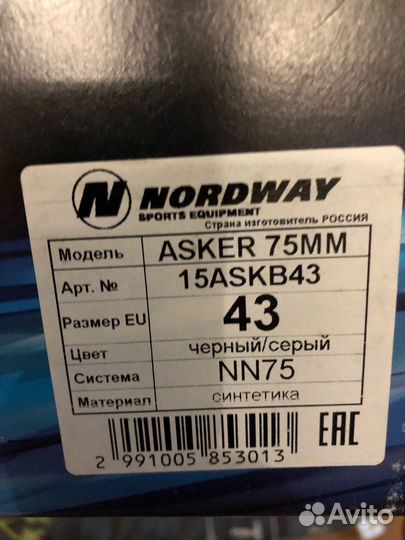 N NORDWAY
SPORTS EQUIPMENT
Страна изготовитель РОССИЯ
Модель ASKER 75MM
Арт. № 15ASKB43
Размер EU 43
Цвет черный/серый
Система NN75
Материал синтетика
2 991005 853013
EAC
Avito